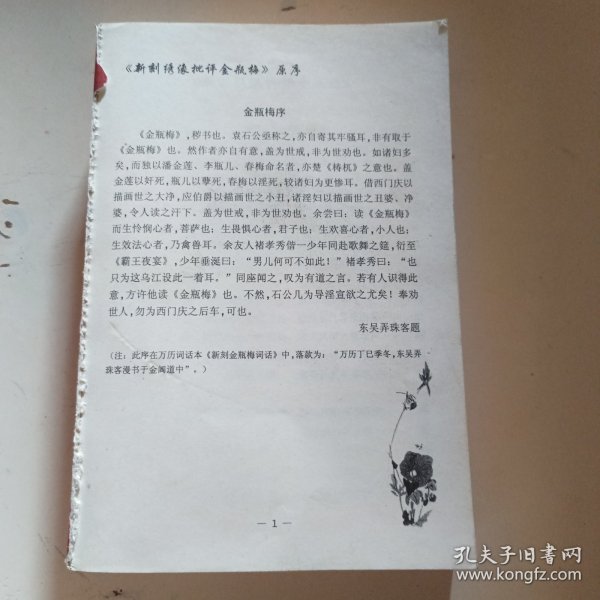 《新刻绣像批评金瓶梅》原序
金瓶梅序
《金瓶梅》,秽书也。袁石公亟称之,亦自寄其牢骚耳,非有取于
《金瓶梅》也。然作者亦自有意,盖为世戒,非为世劝也。如诸妇多
矣,而独以潘金莲、李瓶儿、春梅命名者,亦楚《梼杌》之意也。盖
金莲以奸死,瓶儿以孽死,春梅以淫死,较诸妇为更惨耳。借西门庆以
描画世之大净,应伯爵以描画世之小丑,诸淫妇以描画世之丑婆、净
婆,令人读之汗下。盖为世戒,非为世劝也。余尝曰:读《金瓶梅》
而生怜悯心者,菩萨也;生畏惧心者,君子也;生欢喜心者,小人也;
生效法心者,乃禽兽耳。余友人褚孝秀偕一少年同赴歌舞之筵,衍至
《霸王夜宴》,少年垂涎曰:“男儿何可不如此!”褚孝秀曰:“也
只为这乌江设此一着耳。”同座闻之,叹为有道之言。若有人识得此
意,方许他读《金瓶梅》也。不然,石公几为导淫宣欲之尤矣!奉劝
世人,勿为西门庆之后车,可也。
东吴弄珠客题
(注:此序在万历词话本《新刻金瓶梅词话》中,落款为:“万历丁巳季冬,东吴弄
珠客漫书于金阊道中”。)
— 1 —
孔夫子旧书网
www.kongfz.com